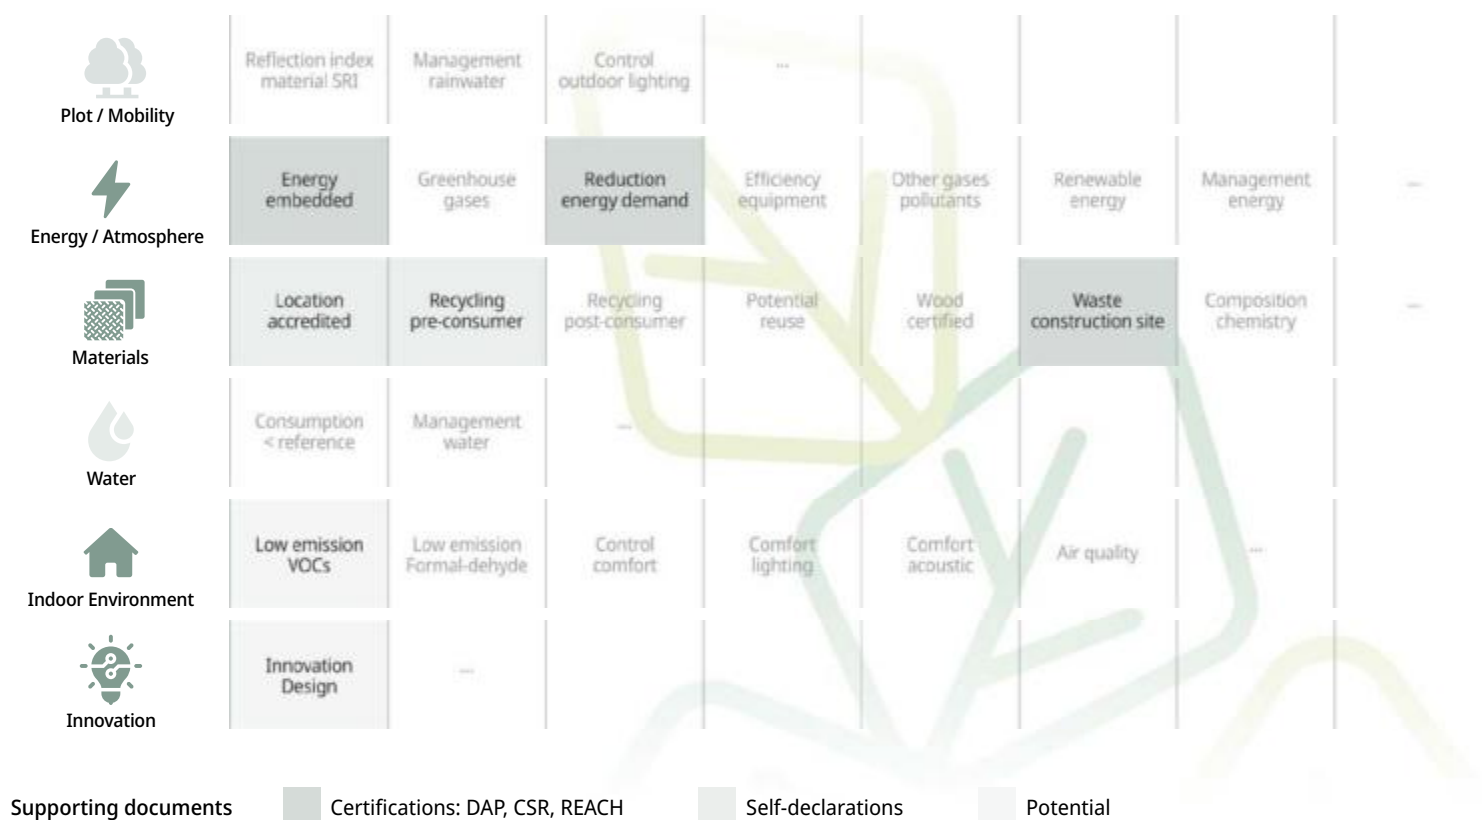 Reflection index
material SRI
Management
rainwater
Control
outdoor lighting
...
Plot / Mobility
Energy
embedded
Greenhouse
gases
Reduction
energy demand
Efficiency
equipment
Other gases
pollutants
Renewable
energy
Management
energy
...
Energy / Atmosphere
Location
accredited
Recycling
pre-consumer
Recycling
post-consumer
Potential
reuse
Wood
certified
Waste
construction site
Composition
chemistry
...
Materials
Consumption
< reference
Management
water
...
Water
Low emission
VOCs
Low emission
Formal-dehyde
Control
comfort
Comfort
lighting
Comfort
acoustic
Air quality
...
Indoor Environment
Innovation
Design
...
Innovation
Supporting documents
Certifications: DAP, CSR, REACH
Self-declarations
Potential